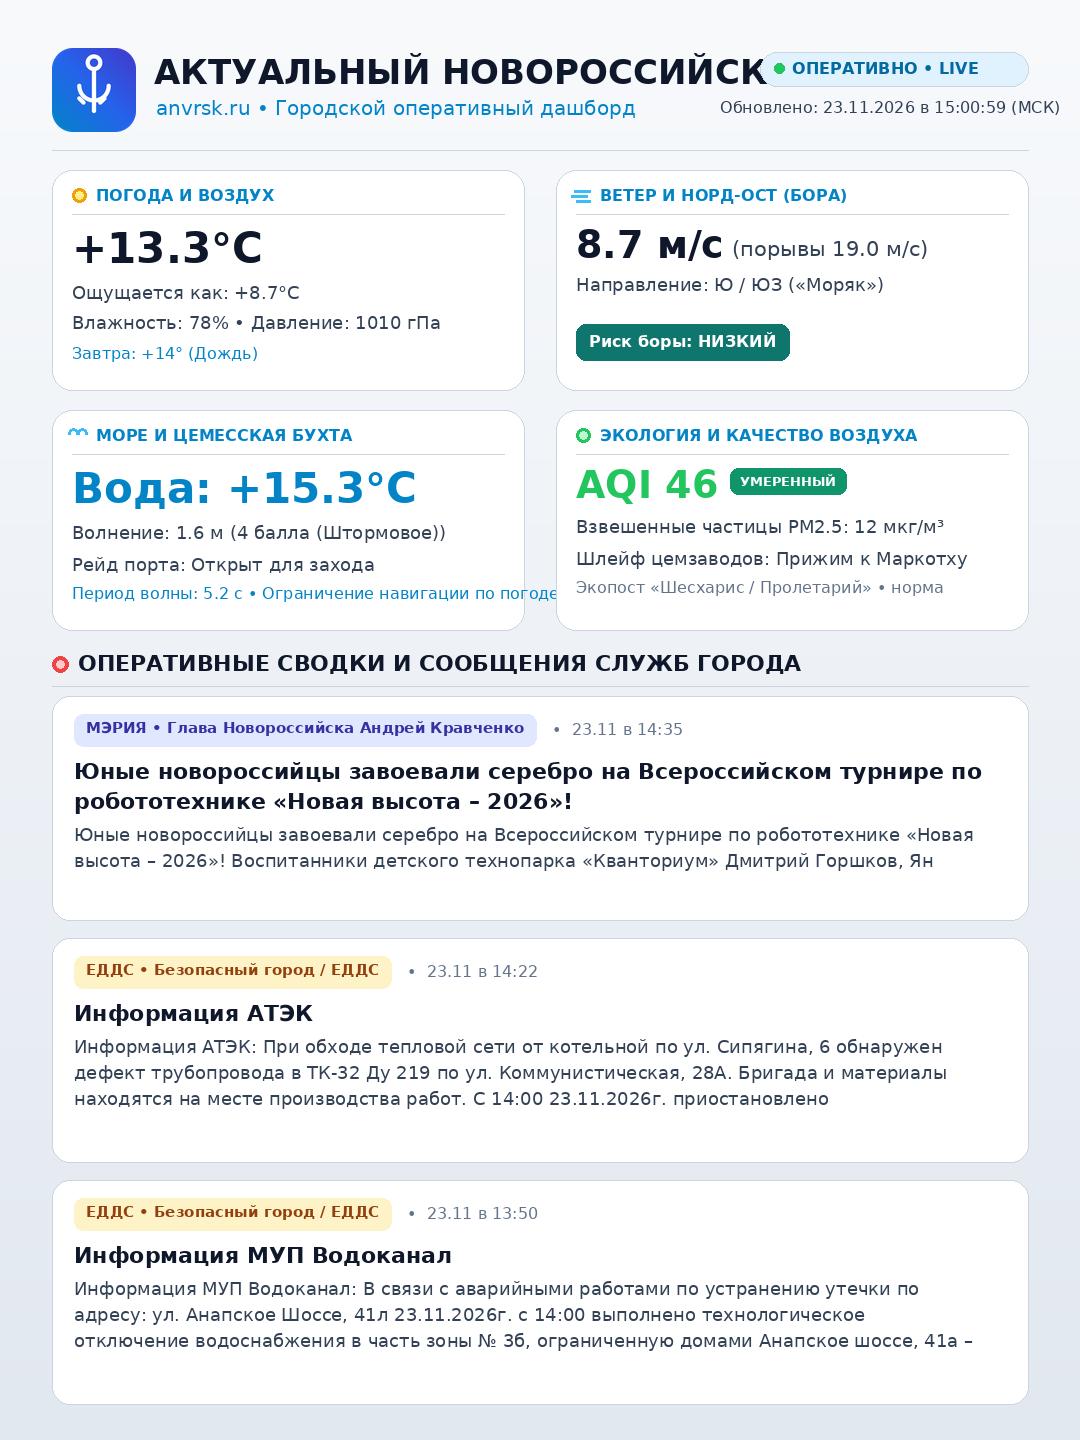 АКТУАЛЬНЫЙ НОВОРОССИЙСК
ОПЕРАТИВНО • LIVE
anvrsk.ru • Городской оперативный дашборд
Обновлено: 23.11.2026 в 15:00:59 (МСК)
ПОГОДА И ВОЗДУХ
+13.3°C
Ощущается как: +8.7°C
Влажность: 78% • Давление: 1010 гПа
Завтра: +14° (Дождь)
ВЕТЕР И НОРД-ОСТ (БОРА)
8.7 м/с (порывы 19.0 м/с)
Направление: Ю / ЮЗ («Моряк»)
Риск боры: НИЗКИЙ
МОРЕ И ЦЕМЕССКАЯ БУХТА
Вода: +15.3°C
Волнение: 1.6 м (4 балла (Штормовое))
Рейд порта: Открыт для захода
Период волны: 5.2 с • Ограничение навигации по погоде
ЭКОЛОГИЯ И КАЧЕСТВО ВОЗДУХА
AQI 46 УМЕРЕННЫЙ
Взвешенные частицы PM2.5: 12 мкг/м³
Шлейф цемзаводов: Прижим к Маркотху
Экопост «Шесхарис / Пролетарий» • норма
ОПЕРАТИВНЫЕ СВОДКИ И СООБЩЕНИЯ СЛУЖБ ГОРОДА
МЭРИЯ • Глава Новороссийска Андрей Кравченко • 23.11 в 14:35
Юные новороссийцы завоевали серебро на Всероссийском турнире по
робототехнике «Новая высота – 2026»!
Юные новороссийцы завоевали серебро на Всероссийском турнире по робототехнике «Новая
высота – 2026»! Воспитанники детского технопарка «Кванториум» Дмитрий Горшков, Ян
ЕДДС • Безопасный город / ЕДДС • 23.11 в 14:22
Информация АТЭК
Информация АТЭК: При обходе тепловой сети от котельной по ул. Сипягина, 6 обнаружен
дефект трубопровода в ТК-32 Ду 219 по ул. Коммунистическая, 28А. Бригада и материалы
находятся на месте производства работ. С 14:00 23.11.2026г. приостановлено
ЕДДС • Безопасный город / ЕДДС • 23.11 в 13:50
Информация МУП Водоканал
Информация МУП Водоканал: В связи с аварийными работами по устранению утечки по
адресу: ул. Анапское Шоссе, 41л 23.11.2026г. с 14:00 выполнено технологическое
отключение водоснабжения в часть зоны № 3б, ограниченную домами Анапское шоссе, 41а –